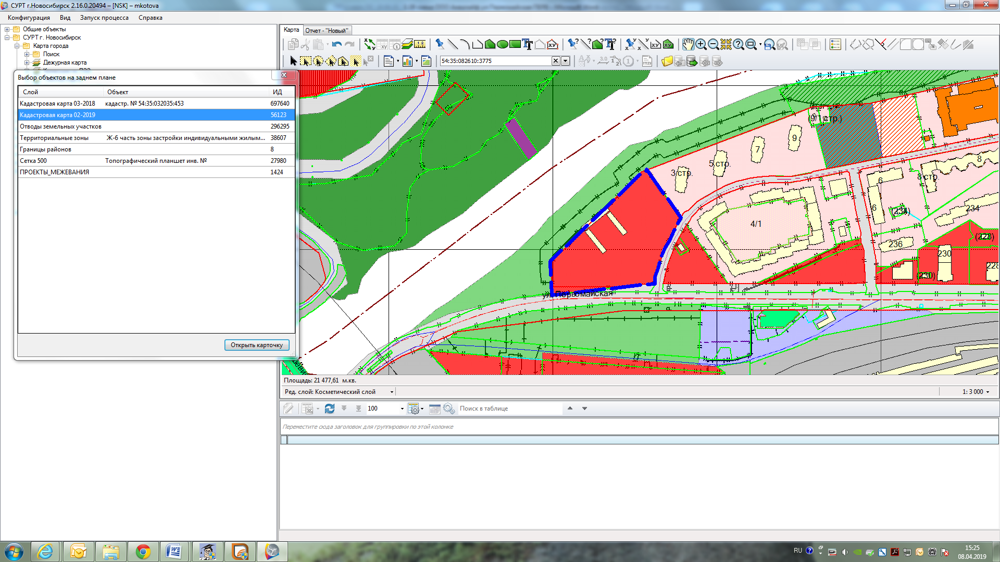 СУРТ г.Новосибирск 2.16.0.20494 – [NSK] – mkotova
Конфигурация Вид Запуск процесса Справка
Общие объекты
СУРТ г. Новосибирск
Карта города
Поиск
Дежурная карта
Выбор объектов на заднем плане
Слой Объект ИД
Кадастровая карта 03-2018 кадастр. № 54:35:032035:453 697640
Кадастровая карта 02-2019 56123
Отводы земельных участков 296295
Территориальные зоны Ж-6 часть зоны застройки индивидуальными жилым... 38607
Границы районов 8
Сетка 500 Топографический планшет инв. № 27980
ПРОЕКТЫ_МЕЖЕВАНИЯ 1424
Открыть карточку
Карта Отчет - "Новый"
54:35:082610:3775
(9/1 стр.)
9
7
5 стр.
3 стр.
8
6
8 стр.
6
(234)
234
4/1
236
(228)
230
228
(230)
ул. Первомайская
Площадь: 21 477,61 м.кв.
Ред. слой: Косметический слой
1: 3 000
100
Поиск в таблице
Переместите сюда заголовок для группировки по этой колонке
RU
15:25
08.04.2019